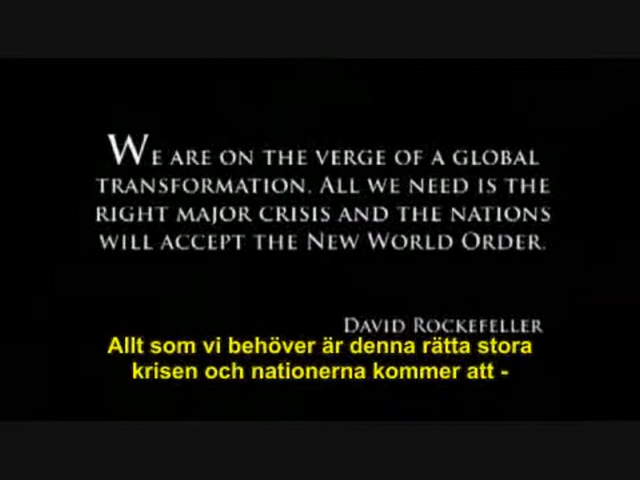 WE ARE ON THE VERGE OF A GLOBAL
TRANSFORMATION. ALL WE NEED IS THE
RIGHT MAJOR CRISIS AND THE NATIONS
WILL ACCEPT THE NEW WORLD ORDER.
DAVID ROCKEFELLER
Allt som vi behöver är denna rätta stora
krisen och nationerna kommer att -